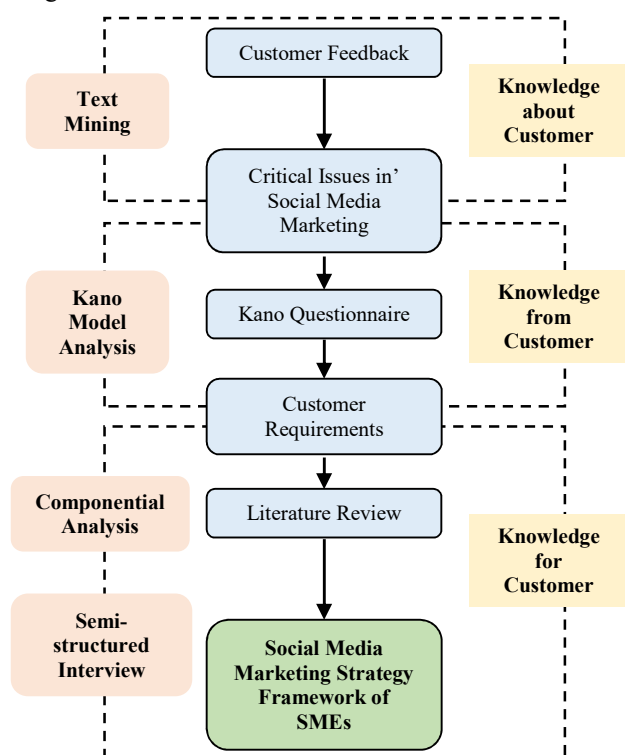 Customer Feedback
Text
Mining
Knowledge
about
Customer
Critical Issues in’
Social Media
Marketing
Kano
Model
Analysis
Kano Questionnaire
Knowledge
from
Customer
Customer
Requirements
Componential
Analysis
Literature Review
Knowledge
for
Customer
Semi-
structured
Interview
Social Media
Marketing Strategy
Framework of
SMEs